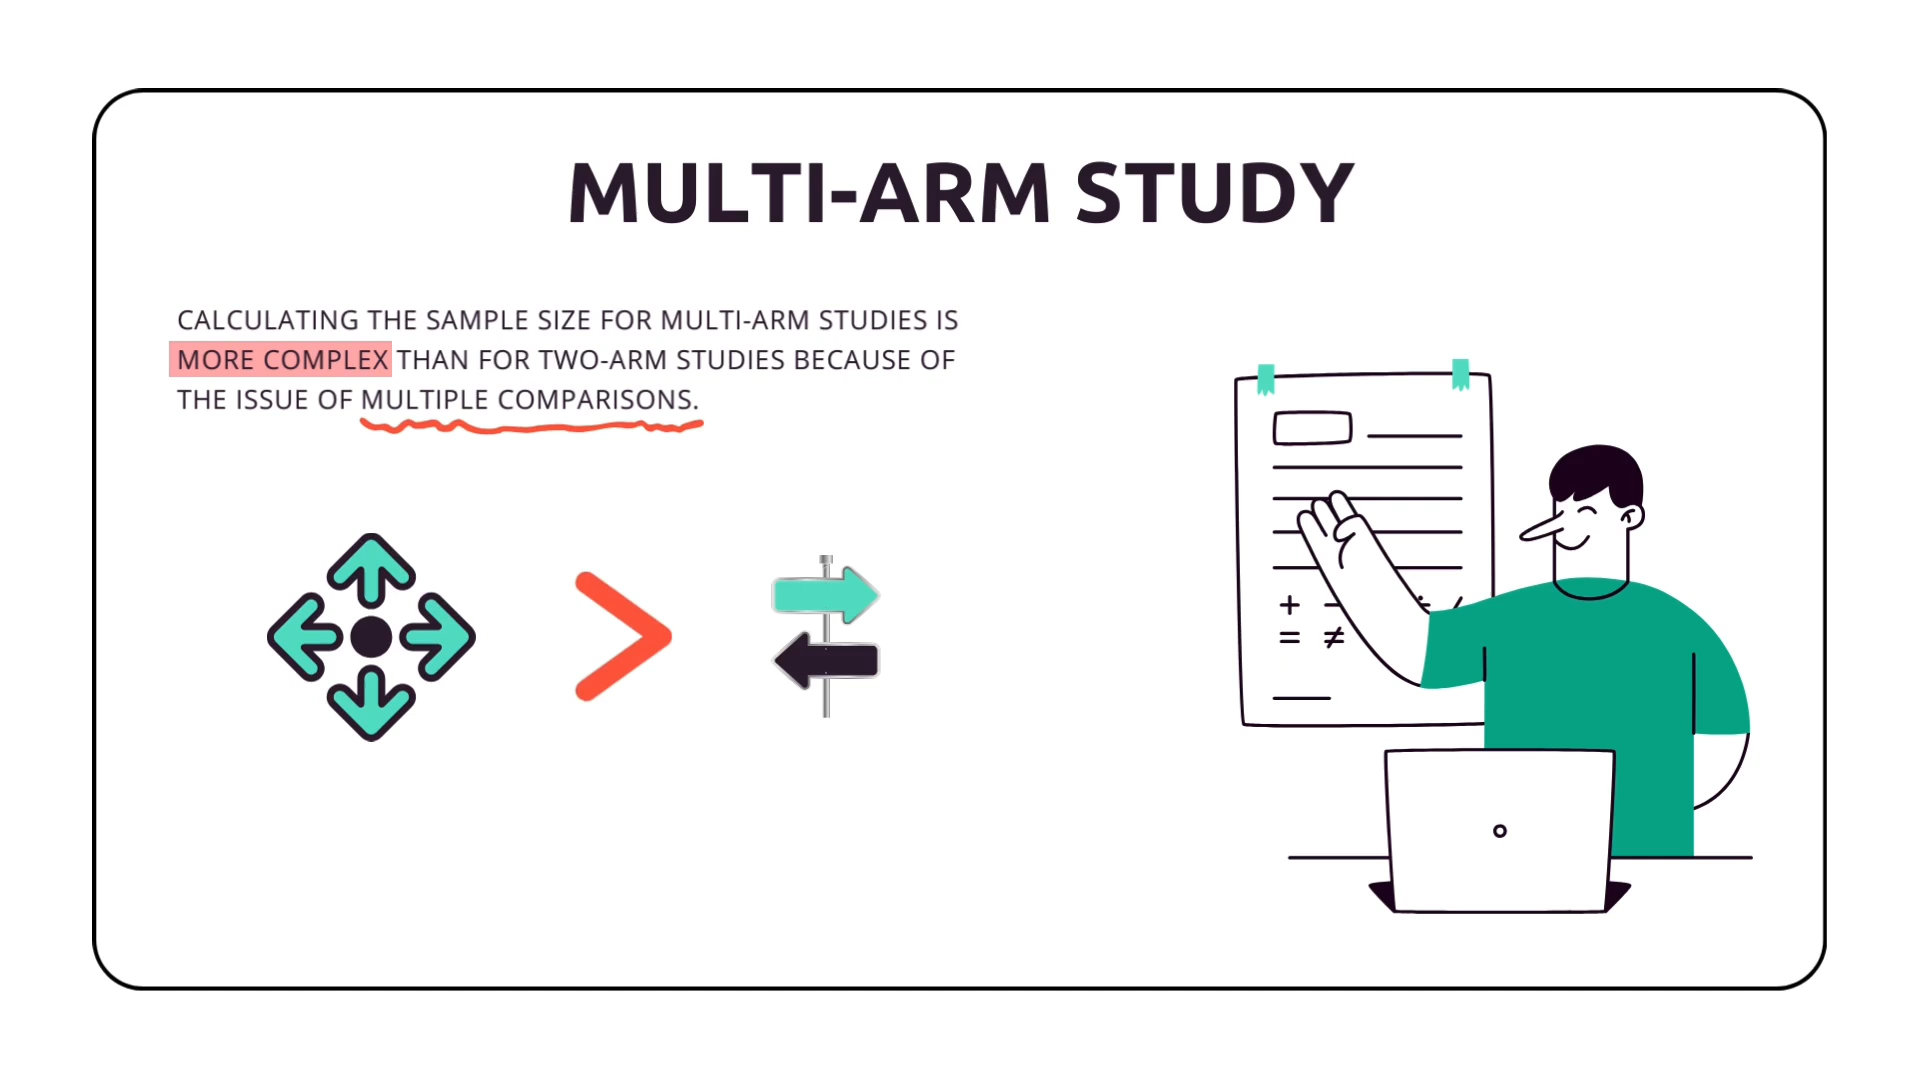 MULTI-ARM STUDY
CALCULATING THE SAMPLE SIZE FOR MULTI-ARM STUDIES IS
MORE COMPLEX THAN FOR TWO-ARM STUDIES BECAUSE OF
THE ISSUE OF MULTIPLE COMPARISONS.
+ - ÷ /
= ≠